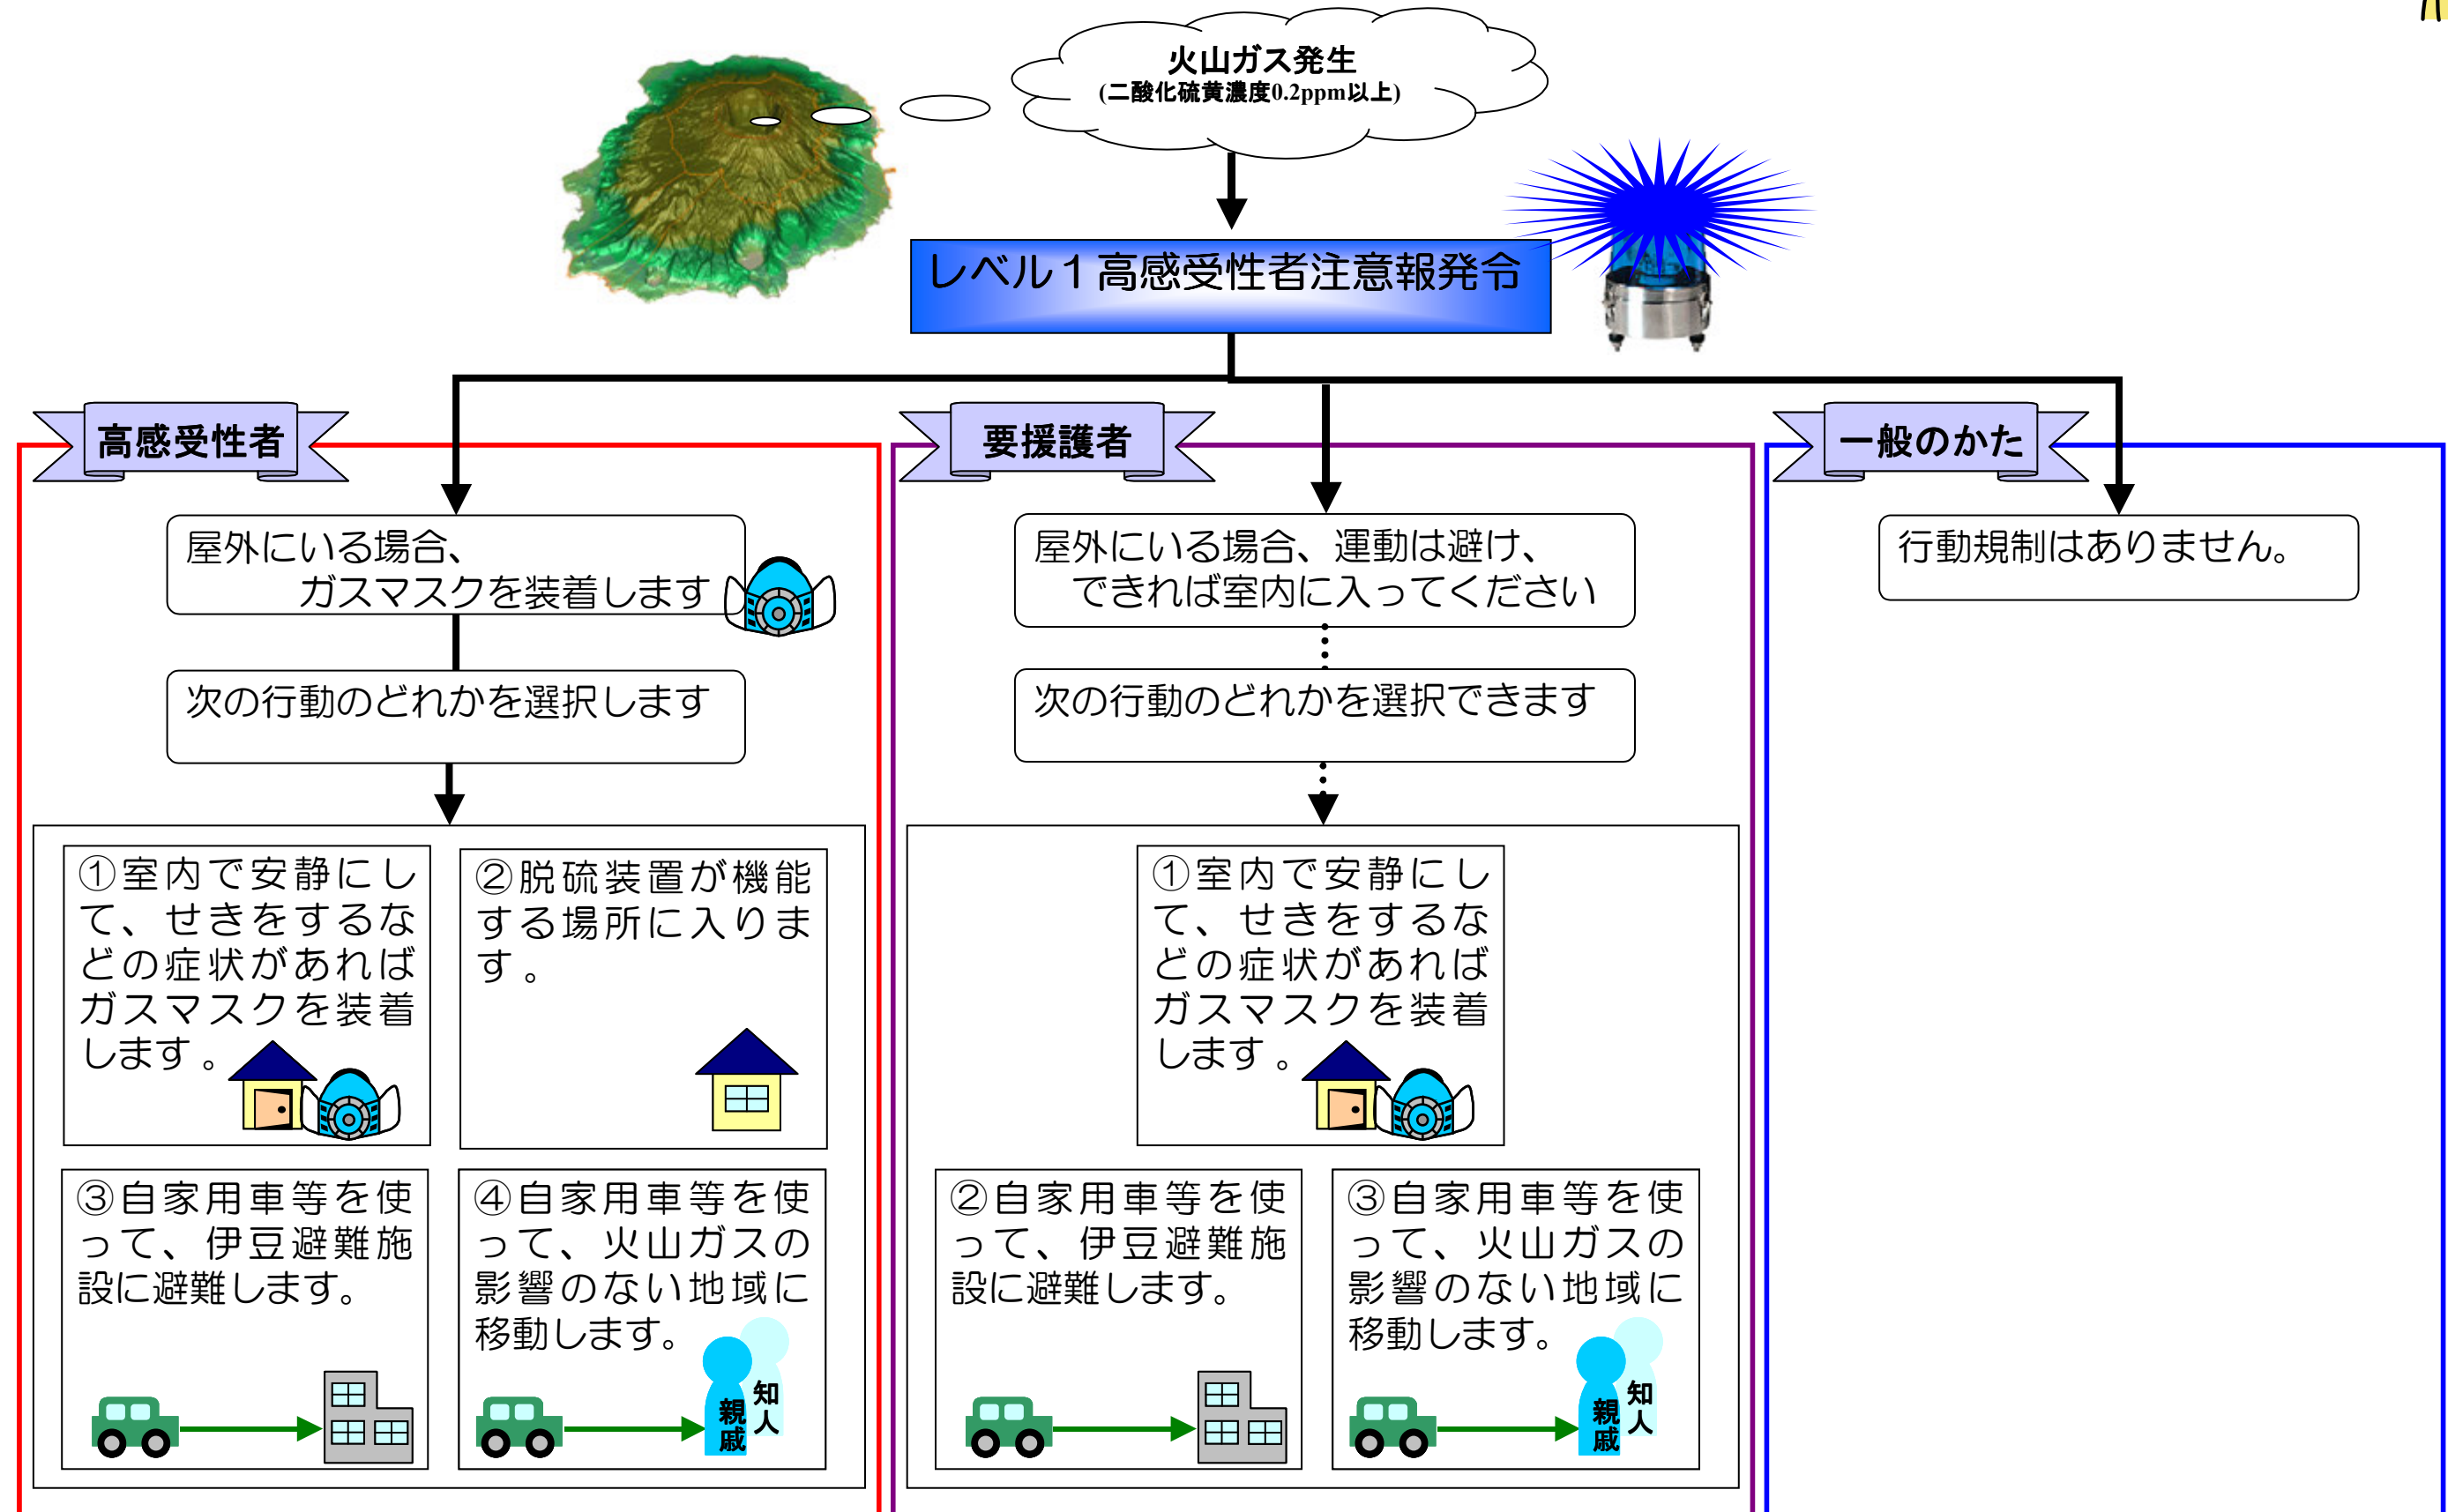 火山ガス発生
(二酸化硫黄濃度0.2ppm以上)
レベル１高感受性者注意報発令
高感受性者
屋外にいる場合、
ガスマスクを装着します
次の行動のどれかを選択します
①室内で安静にし
て、せきをするな
どの症状があれば
ガスマスクを装着
します。
②脱硫装置が機能
する場所に入りま
す。
③自家用車等を使
って、伊豆避難施
設に避難します。
④自家用車等を使
って、火山ガスの
影響のない地域に
移動します。
親戚
知人
要援護者
屋外にいる場合、運動は避け、
できれば室内に入ってください
次の行動のどれかを選択できます
①室内で安静にし
て、せきをするな
どの症状があれば
ガスマスクを装着
します。
②自家用車等を使
って、伊豆避難施
設に避難します。
③自家用車等を使
って、火山ガスの
影響のない地域に
移動します。
親戚
知人
一般のかた
行動規制はありません。